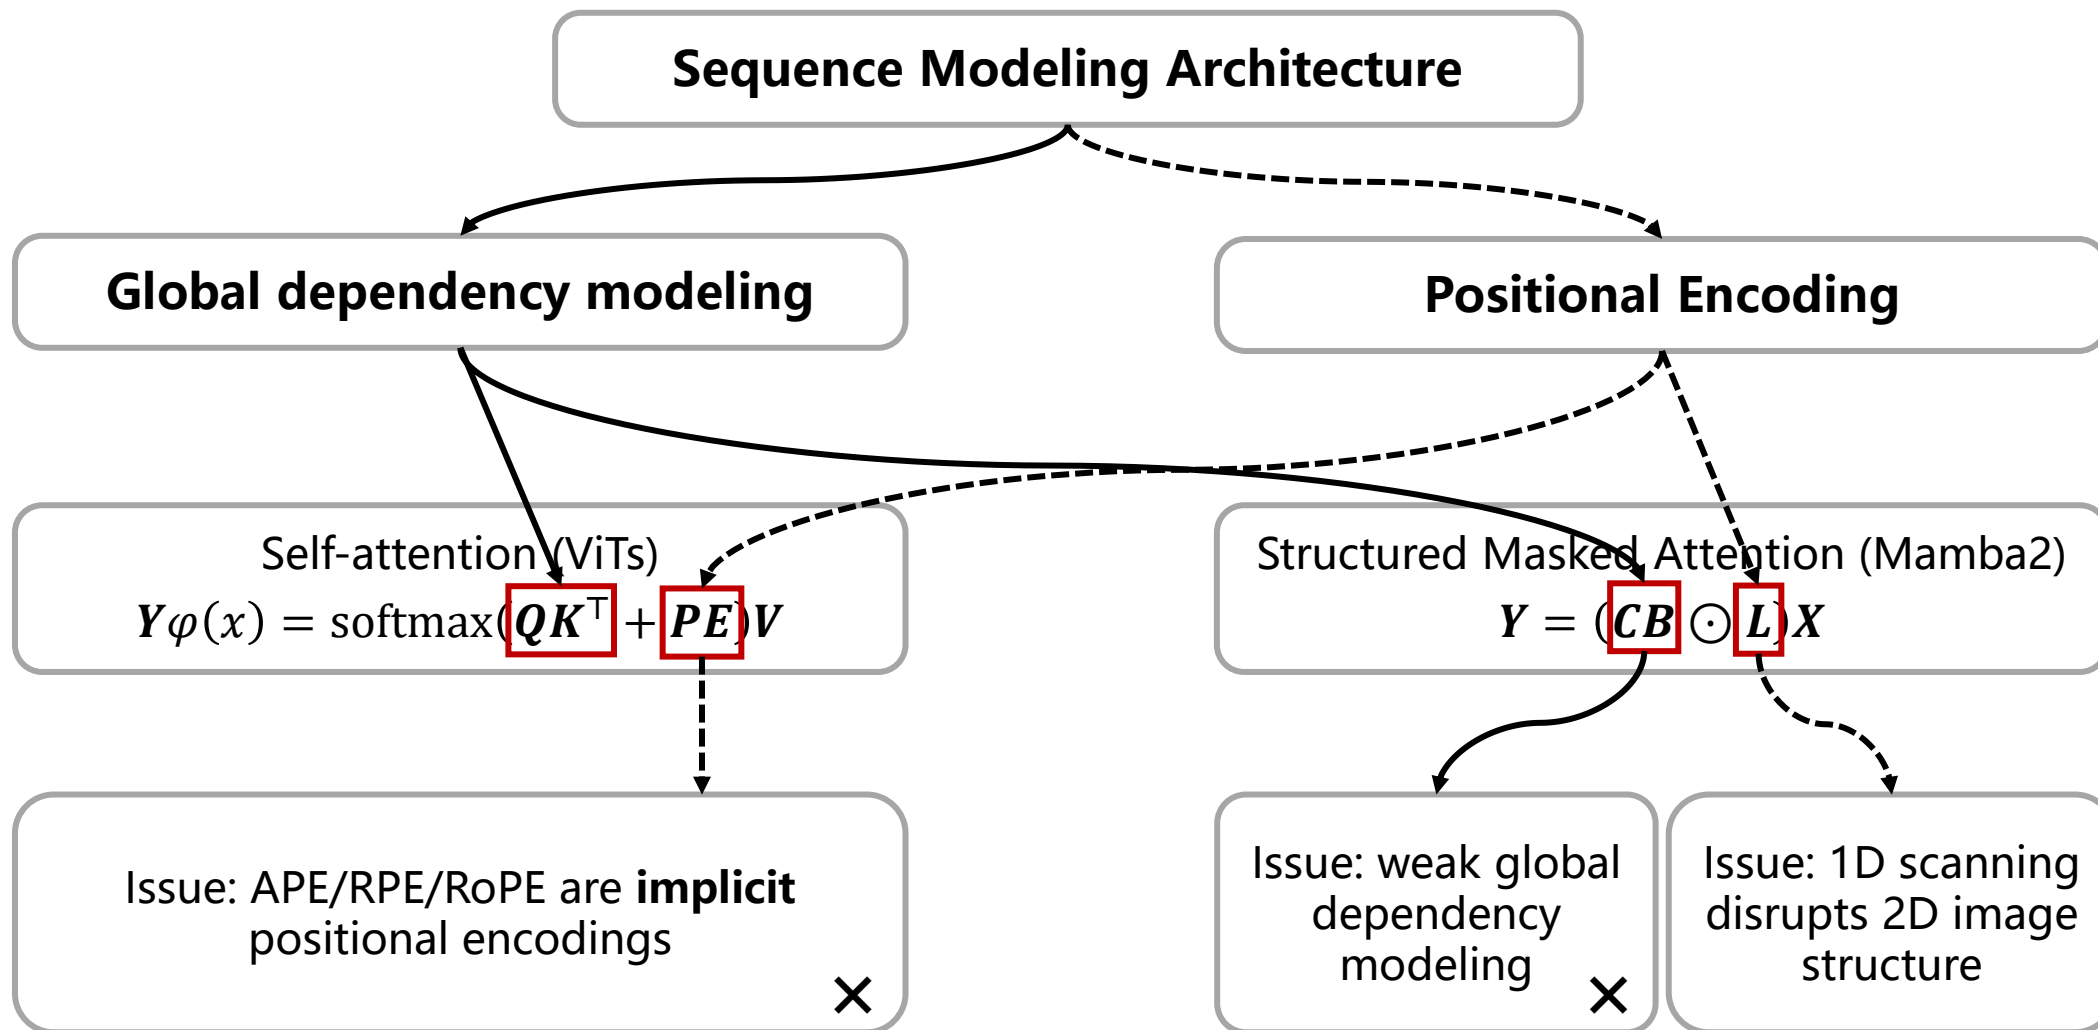 Sequence Modeling Architecture
Global dependency modeling
Positional Encoding
Self-attention (ViTs)
Yφ(x) = softmax(QK⊤ + PE)V
Structured Masked Attention (Mamba2)
Y = (CB ⊙ L)X
Issue: APE/RPE/RoPE are implicit
positional encodings
×
Issue: weak global
dependency
modeling
×
Issue: 1D scanning
disrupts 2D image
structure